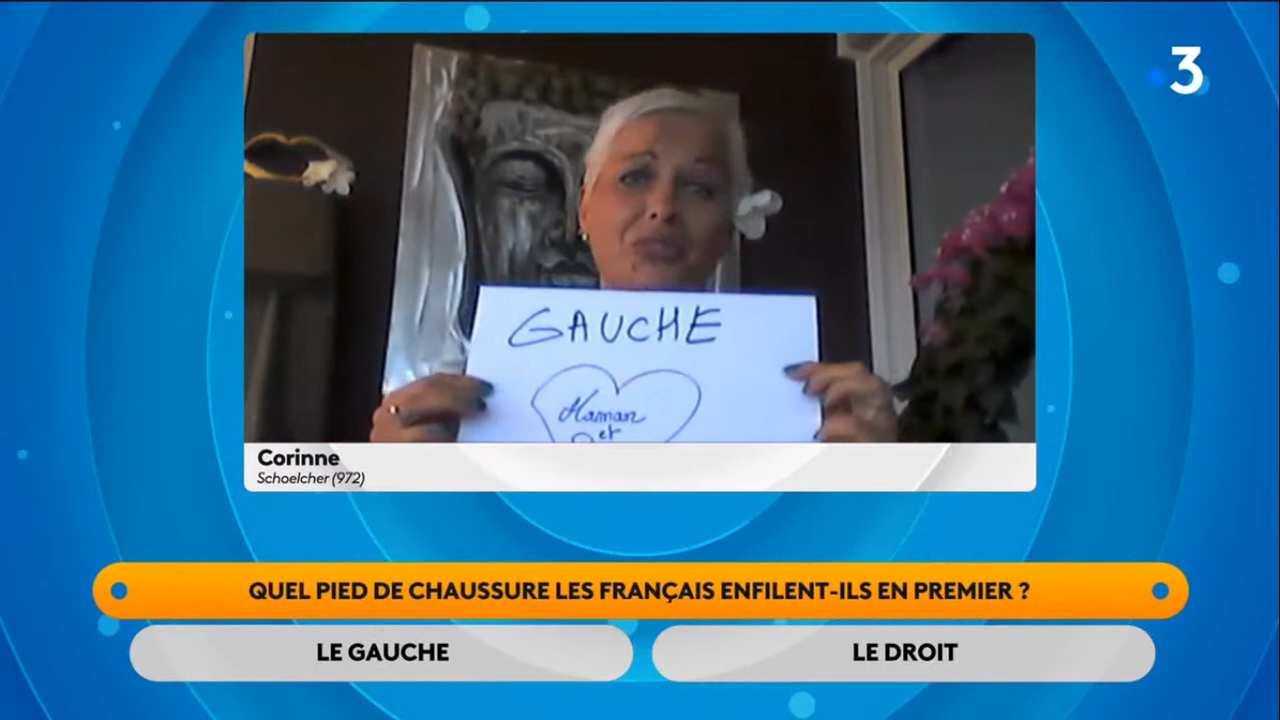 3
GAUCHE
Maman
et
Corinne
Schoelcher (972)
QUEL PIED DE CHAUSSURE LES FRANÇAIS ENFILENT-ILS EN PREMIER ?
LE GAUCHE
LE DROIT